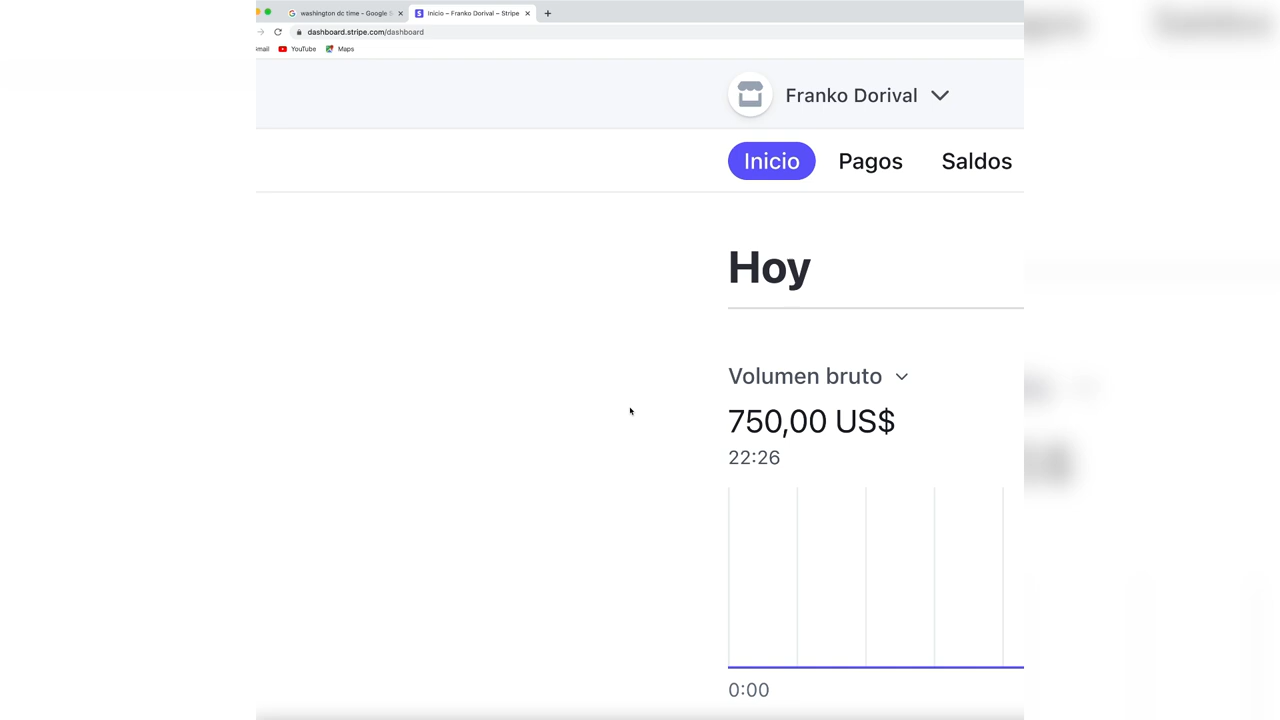 washington dc time - Google S
Inicio – Franko Dorival – Stripe
dashboard.stripe.com/dashboard
YouTube
Maps
Franko Dorival
Inicio
Pagos
Saldos
Hoy
Volumen bruto
750,00 US$
22:26
0:00